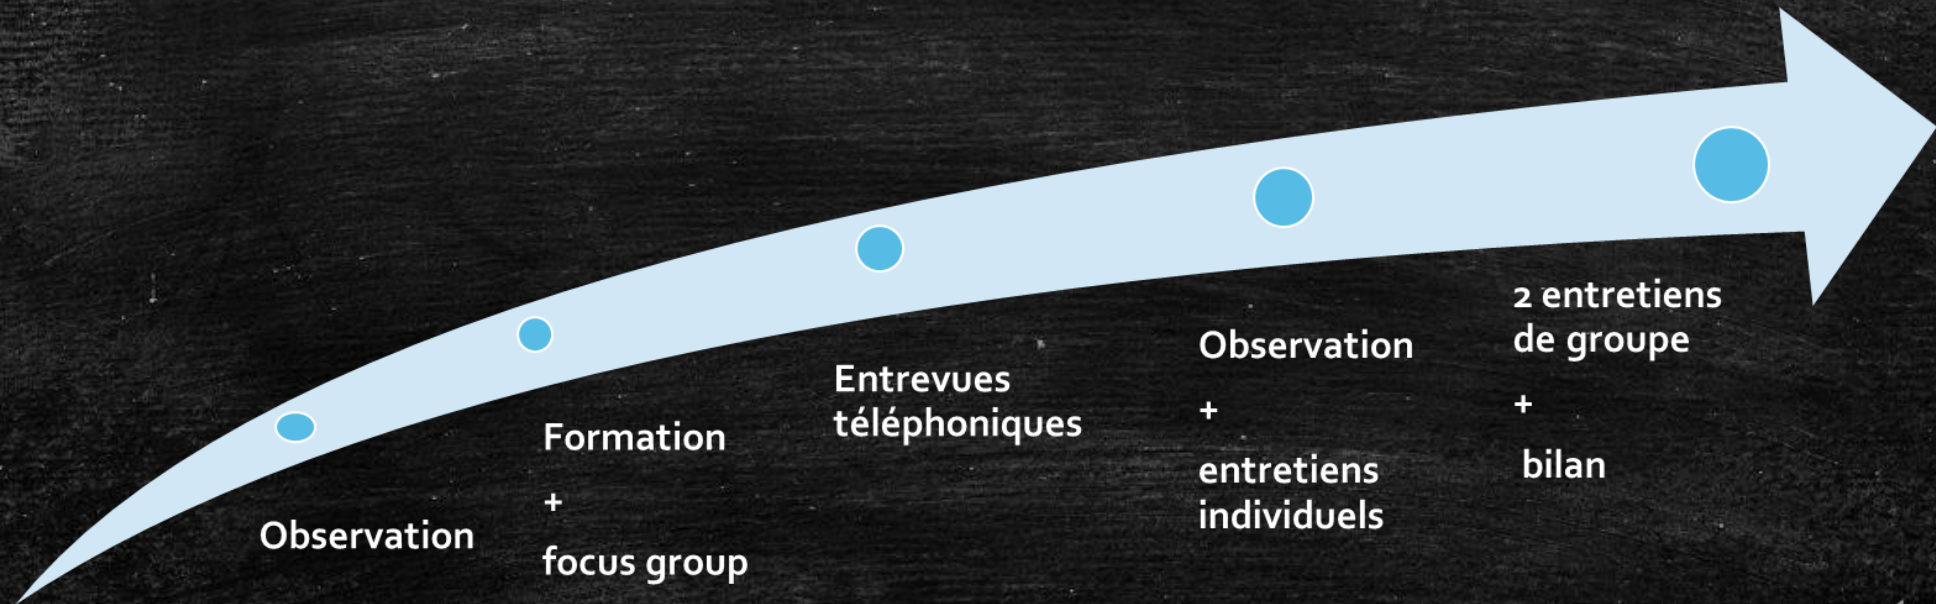 Observation
Formation
+
focus group
Entrevues
téléphoniques
Observation
+
entretiens
individuels
2 entretiens
de groupe
+
bilan